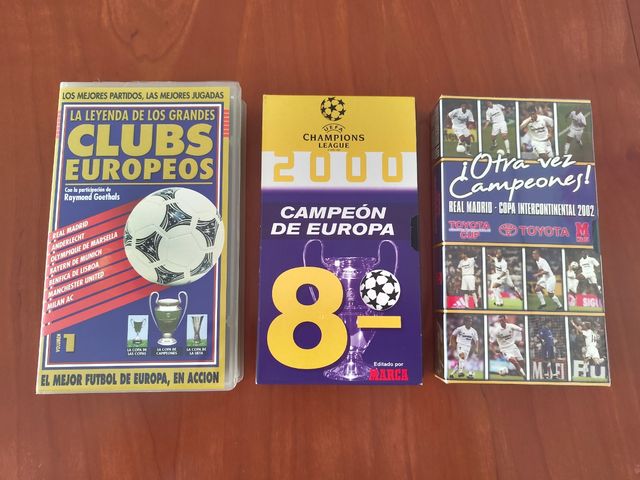 LOS MEJORES PARTIDOS, LAS MEJORES JUGADAS
LA LEYENDA DE LOS GRANDES
CLUBS
EUROPEOS
Con la participación de
Raymond Goethals
REAL MADRID
ANDERLECHT
OLYMPIQUE DE MARSELLA
BAYERN DE MUNICH
BENFICA DE LISBOA
MANCHESTER UNITED
MILAN AC
VOLUMEN 1
LA COPA DE
LAS COPAS
LA COPA DE
CAMPEONES
LA COPA DE
LA UEFA
EL MEJOR FUTBOL DE EUROPA, EN ACCION
UEFA
CHAMPIONS
LEAGUE
2000
CAMPEÓN
DE EUROPA
8-
Editado por
MARCA
¡Otra vez
Campeones!
REAL MADRID · COPA INTERCONTINENTAL 2002
TOYOTA
CUP
TOYOTA